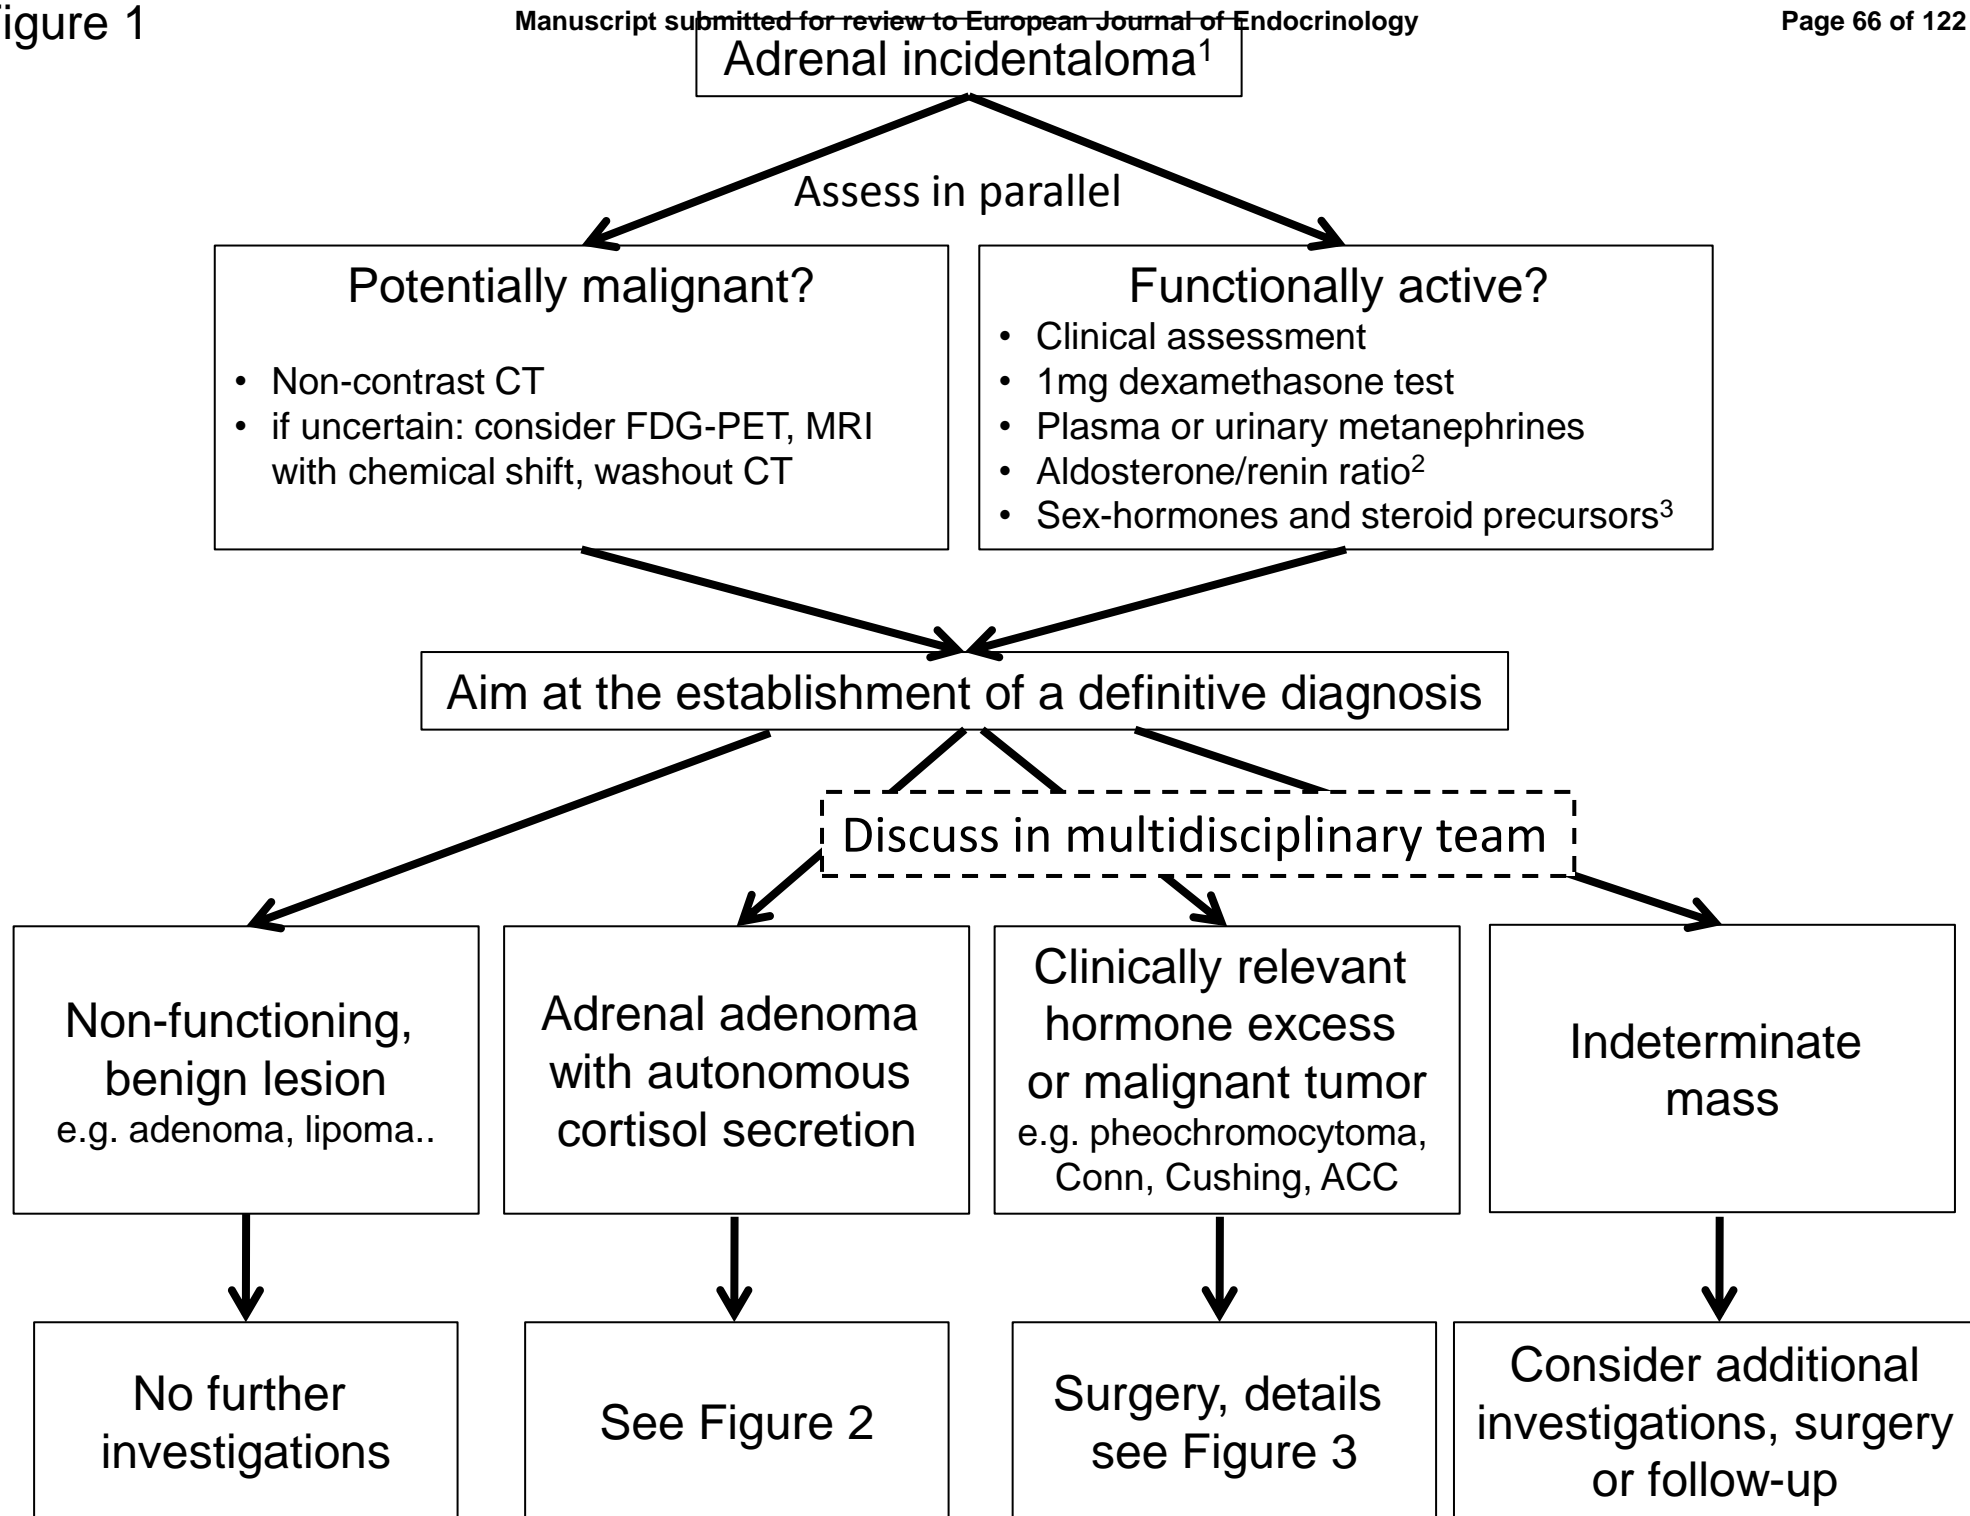 igure 1
Manuscript submitted for review to European Journal of Endocrinology
Page 66 of 122
Adrenal incidentaloma¹
Assess in parallel
Potentially malignant?
• Non-contrast CT
• if uncertain: consider FDG-PET, MRI
with chemical shift, washout CT
Functionally active?
• Clinical assessment
• 1mg dexamethasone test
• Plasma or urinary metanephrines
• Aldosterone/renin ratio²
• Sex-hormones and steroid precursors³
Aim at the establishment of a definitive diagnosis
Discuss in multidisciplinary team
Non-functioning,
benign lesion
e.g. adenoma, lipoma..
Adrenal adenoma
with autonomous
cortisol secretion
Clinically relevant
hormone excess
or malignant tumor
e.g. pheochromocytoma,
Conn, Cushing, ACC
Indeterminate
mass
No further
investigations
See Figure 2
Surgery, details
see Figure 3
Consider additional
investigations, surgery
or follow-up